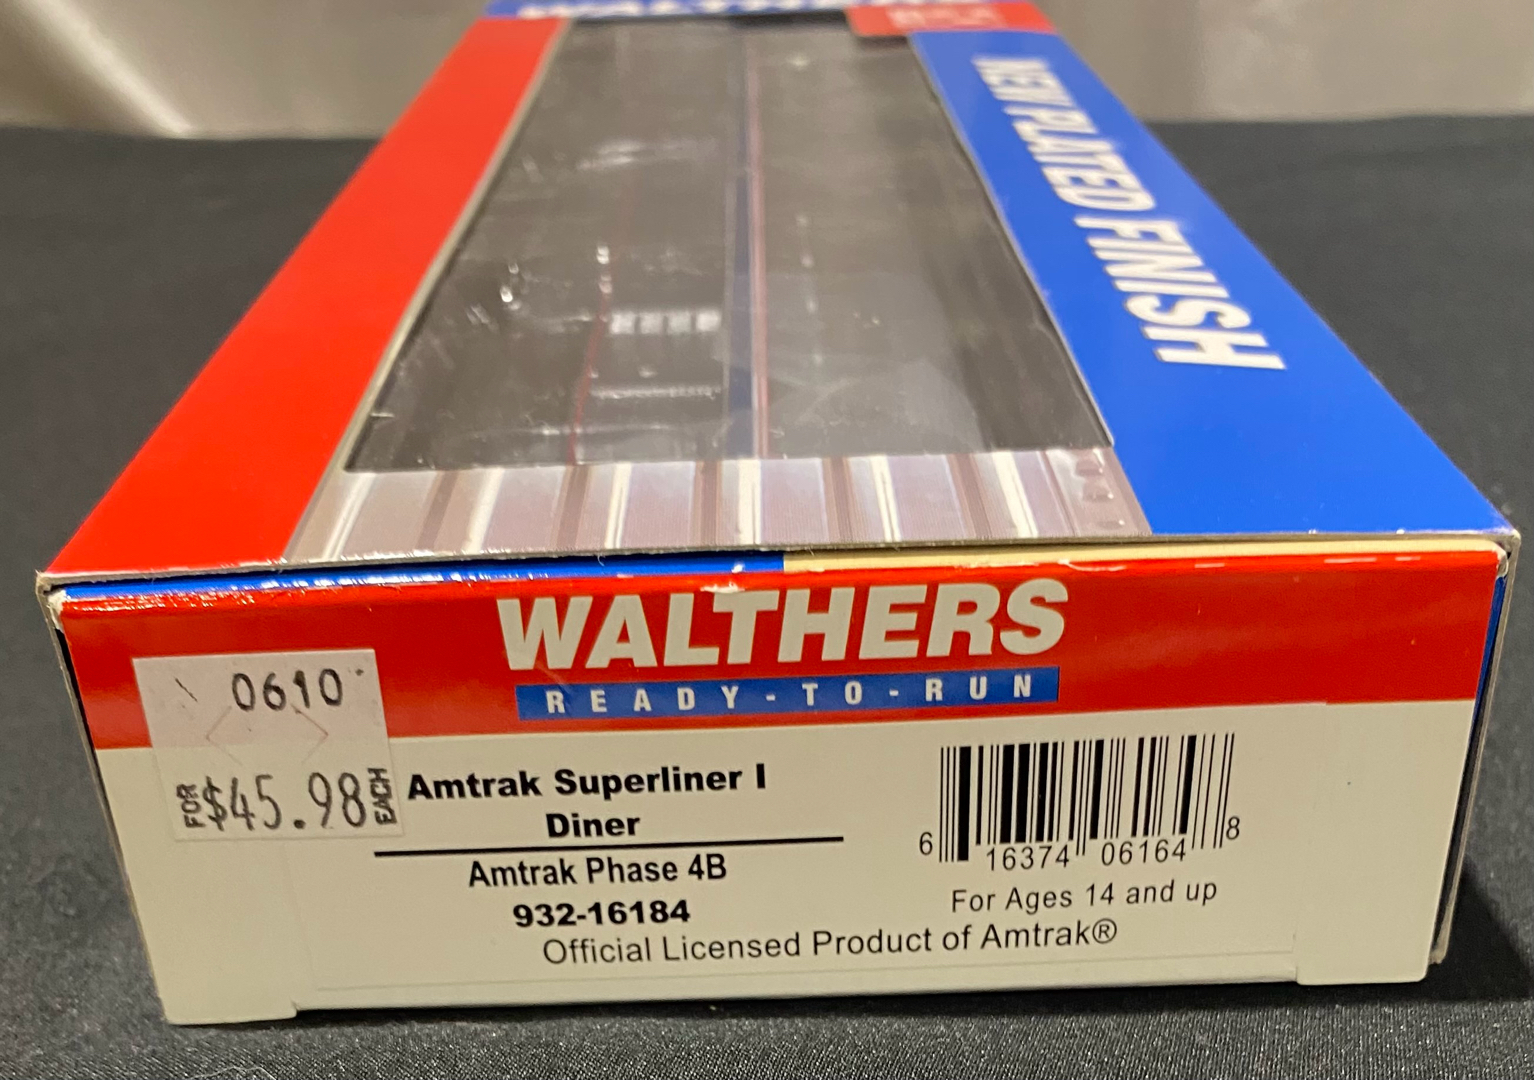 WALTHERS
NEW PLATED FINISH
WALTHERS
READY-TO-RUN
0610
FOR $45.98 EACH
Amtrak Superliner I
Diner
Amtrak Phase 4B
932-16184
6 16374 06164 8
For Ages 14 and up
Official Licensed Product of Amtrak®